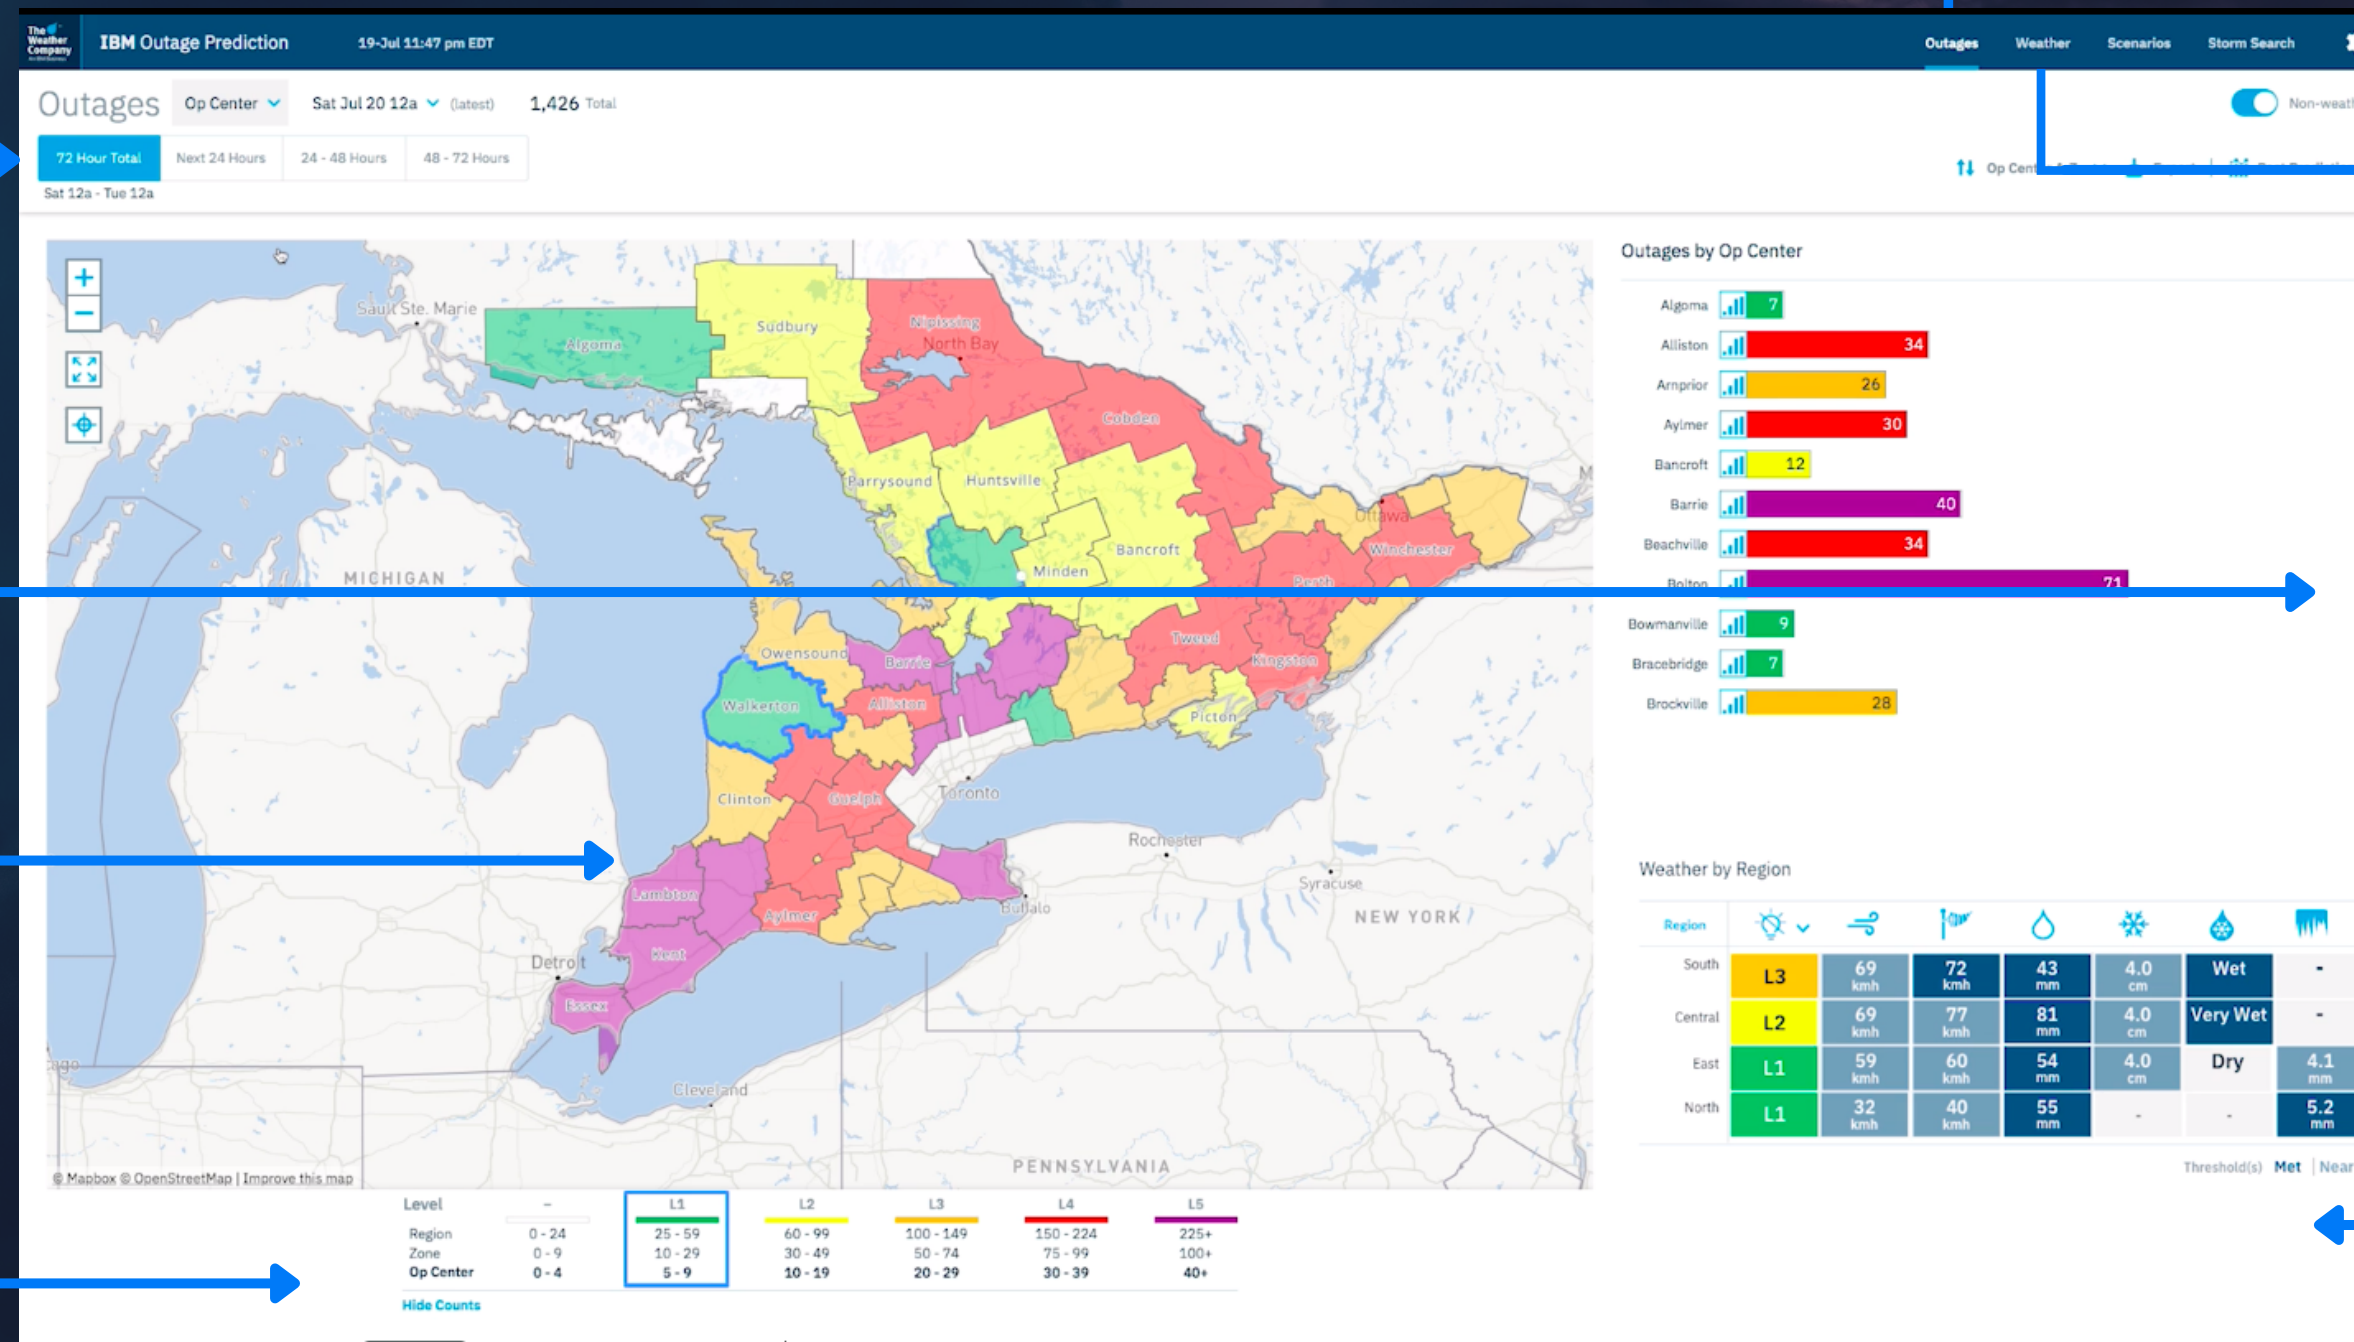 The Weather Company
An IBM Business
IBM Outage Prediction
19-Jul 11:47 pm EDT
Outages
Weather
Scenarios
Storm Search
Outages
Op Center
Sat Jul 20 12a (latest)
1,426 Total
72 Hour Total
Next 24 Hours
24 - 48 Hours
48 - 72 Hours
Sat 12a - Tue 12a
Op Cent
Sault Ste. Marie
Algoma
Sudbury
Nipissing
North Bay
Cobden
Parrysound
Huntsville
Ottawa
Bancroft
Winchester
Minden
Perth
MICHIGAN
Tweed
Owensound
Barrie
Kingston
Walkerton
Alliston
Picton
Clinton
Guelph
Toronto
Rochester
Lambton
Syracuse
Aylmer
Buffalo
NEW YORK
Kent
Detroit
Essex
Cleveland
PENNSYLVANIA
© Mapbox © OpenStreetMap | Improve this map
Outages by Op Center
Algoma 7
Alliston 34
Arnprior 26
Aylmer 30
Bancroft 12
Barrie 40
Beachville 34
Bolton 71
Bowmanville 9
Bracebridge 7
Brockville 28
Weather by Region
Region
South L3 69 kmh 72 kmh 43 mm 4.0 cm Wet -
Central L2 69 kmh 77 kmh 81 mm 4.0 cm Very Wet -
East L1 59 kmh 60 kmh 54 mm 4.0 cm Dry 4.1 mm
North L1 32 kmh 40 kmh 55 mm - - 5.2 mm
Threshold(s) Met | Near
Level - L1 L2 L3 L4 L5
Region 0 - 24 25 - 59 60 - 99 100 - 149 150 - 224 225+
Zone 0 - 9 10 - 29 30 - 49 50 - 74 75 - 99 100+
Op Center 0 - 4 5 - 9 10 - 19 20 - 29 30 - 39 40+
Hide Counts